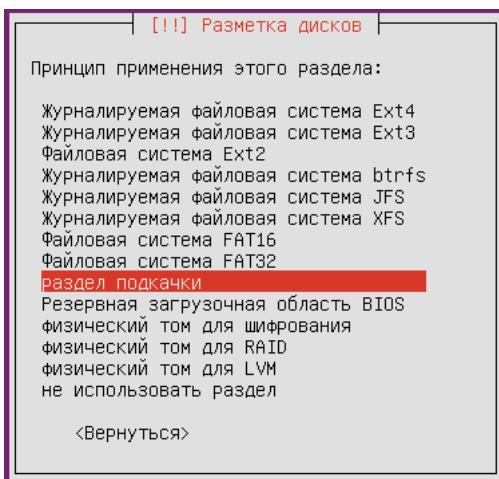 [!!] Разметка дисков
Принцип применения этого раздела:
Журналируемая файловая система Ext4
Журналируемая файловая система Ext3
Файловая система Ext2
Журналируемая файловая система btrfs
Журналируемая файловая система JFS
Журналируемая файловая система XFS
Файловая система FAT16
Файловая система FAT32
раздел подкачки
Резервная загрузочная область BIOS
физический том для шифрования
физический том для RAID
физический том для LVM
не использовать раздел
<Вернуться>